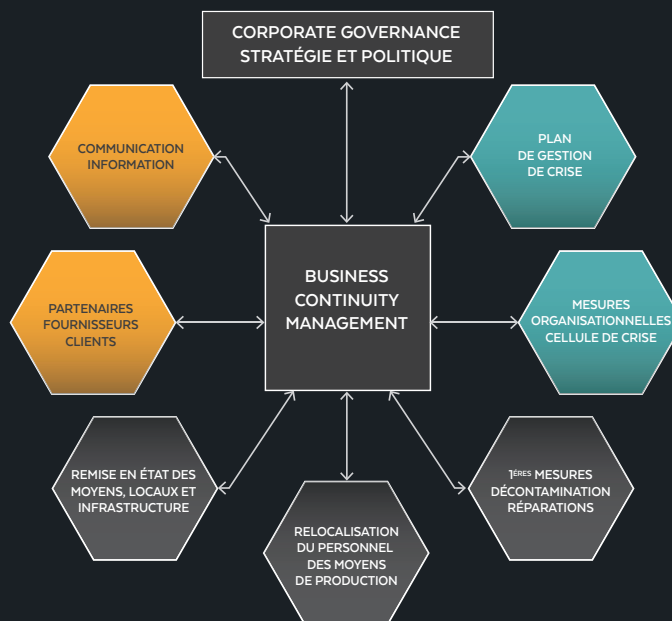 CORPORATE GOVERNANCE
STRATÉGIE ET POLITIQUE
COMMUNICATION
INFORMATION
PLAN
DE GESTION
DE CRISE
BUSINESS
CONTINUITY
MANAGEMENT
PARTENAIRES
FOURNISSEURS
CLIENTS
MESURES
ORGANISATIONNELLES
CELLULE DE CRISE
REMISE EN ÉTAT DES
MOYENS, LOCAUX ET
INFRASTRUCTURE
1ÈRES MESURES
DÉCONTAMINATION
RÉPARATIONS
RELOCALISATION
DU PERSONNEL
DES MOYENS
DE PRODUCTION